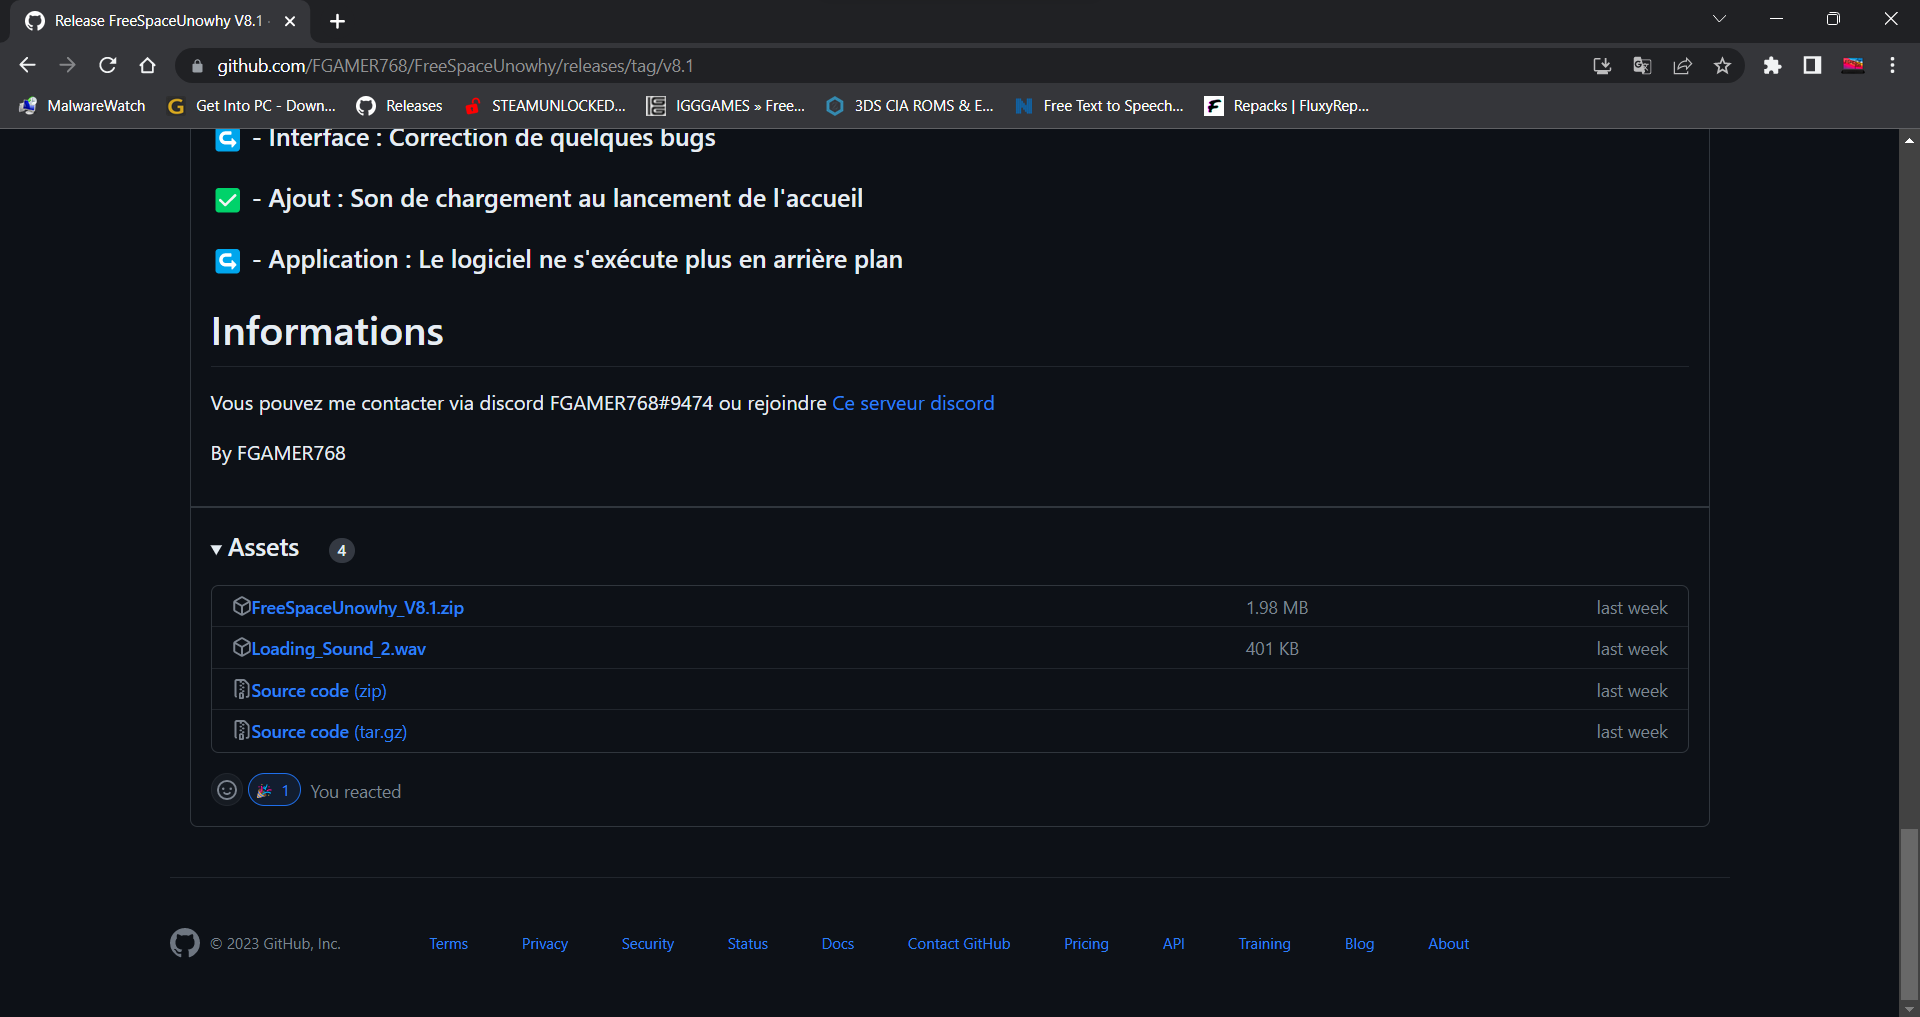 Release FreeSpaceUnowhy V8.1 ·
github.com/FGAMER768/FreeSpaceUnowhy/releases/tag/v8.1
MalwareWatch
Get Into PC - Down...
Releases
STEAMUNLOCKED...
IGGGAMES » Free...
3DS CIA ROMS & E...
Free Text to Speech...
Repacks | FluxyRep...
- Interface : Correction de quelques bugs
- Ajout : Son de chargement au lancement de l'accueil
- Application : Le logiciel ne s'exécute plus en arrière plan
Informations
Vous pouvez me contacter via discord FGAMER768#9474 ou rejoindre Ce serveur discord
By FGAMER768
Assets 4
FreeSpaceUnowhy_V8.1.zip 1.98 MB last week
Loading_Sound_2.wav 401 KB last week
Source code (zip) last week
Source code (tar.gz) last week
1 You reacted
© 2023 GitHub, Inc. Terms Privacy Security Status Docs Contact GitHub Pricing API Training Blog About